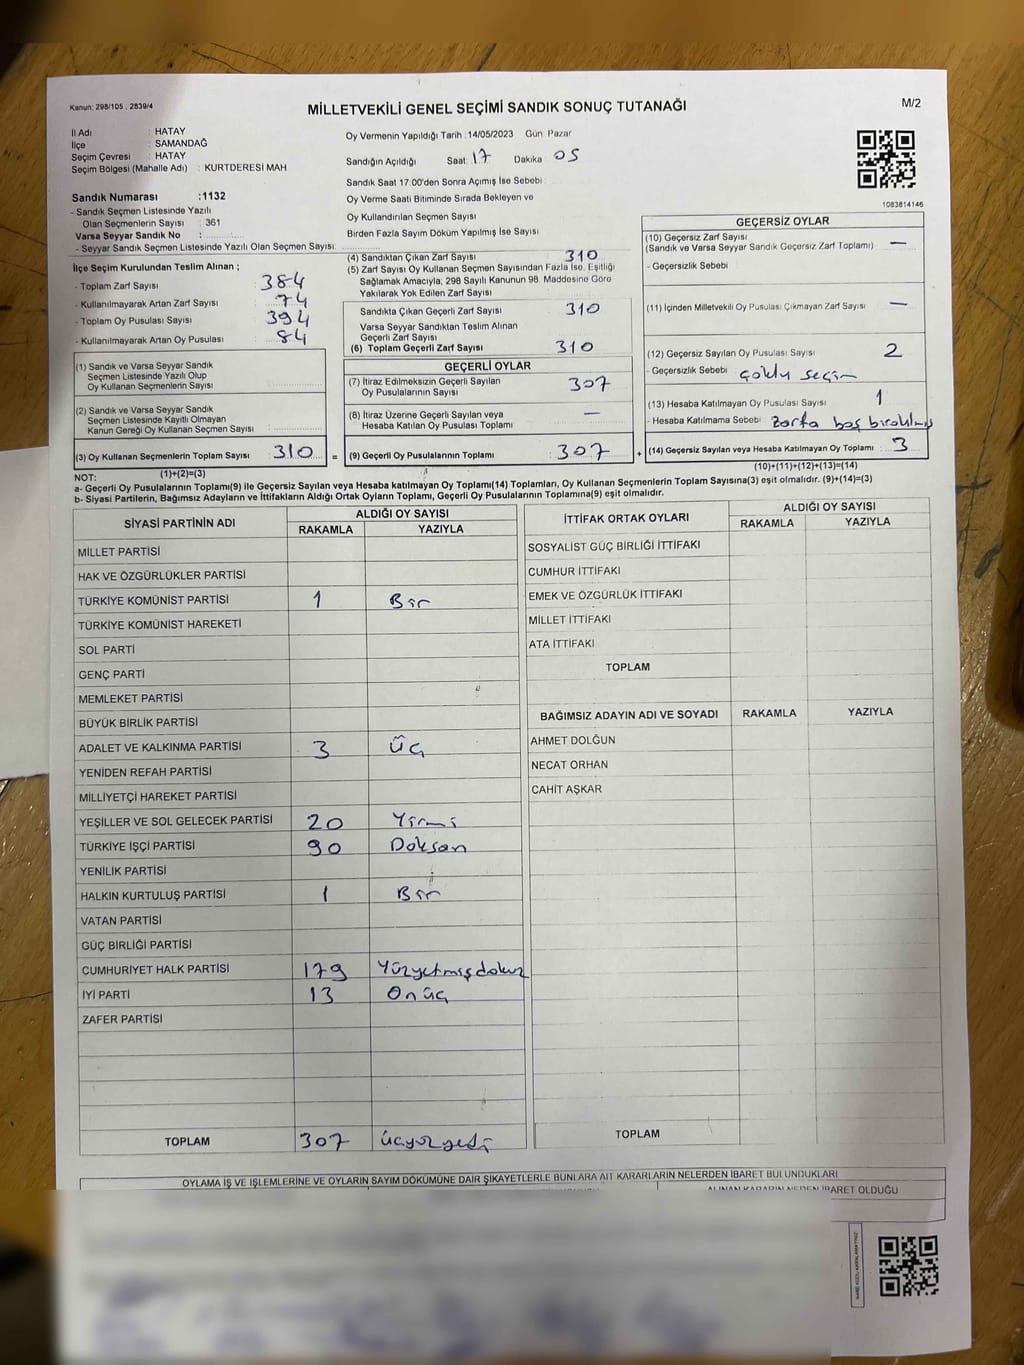 Kanun: 298/105 , 2839/4
MİLLETVEKİLİ GENEL SEÇİMİ SANDIK SONUÇ TUTANAĞI
M/2
İl Adı : HATAY
İlçe : SAMANDAĞ
Seçim Çevresi : HATAY
Seçim Bölgesi (Mahalle Adı) : KURTDERESİ MAH
Sandık Numarası :1132
- Sandık Seçmen Listesinde Yazılı
Olan Seçmenlerin Sayısı : 361
Varsa Seyyar Sandık No :
- Seyyar Sandık Seçmen Listesinde Yazılı Olan Seçmen Sayısı:
İlçe Seçim Kurulundan Teslim Alınan ;
- Toplam Zarf Sayısı 384
- Kullanılmayarak Artan Zarf Sayısı 74
- Toplam Oy Pusulası Sayısı 394
- Kullanılmayarak Artan Oy Pusulası 84
(1) Sandık ve Varsa Seyyar Sandık
Seçmen Listesinde Yazılı Olup
Oy Kullanan Seçmenlerin Sayısı
(2) Sandık ve Varsa Seyyar Sandık
Seçmen Listesinde Kayıtlı Olmayan
Kanun Gereği Oy Kullanan Seçmen Sayısı:
(3) Oy Kullanan Seçmenlerin Toplam Sayısı 310 =
(1)+(2)=(3)
Oy Vermenin Yapıldığı Tarih :14/05/2023 Gün: Pazar
Sandığın Açıldığı Saat: 17 Dakika 05
Sandık Saat 17:00'den Sonra Açımış İse Sebebi :
Oy Verme Saati Bitiminde Sırada Bekleyen ve
Oy Kullandırılan Seçmen Sayısı
Birden Fazla Sayım Döküm Yapılmış İse Sayısı
(4) Sandıktan Çıkan Zarf Sayısı 310
(5) Zarf Sayısı Oy Kullanan Seçmen Sayısından Fazla İse, Eşitliği
Sağlamak Amacıyla; 298 Sayılı Kanunun 98. Maddesine Göre
Yakılarak Yok Edilen Zarf Sayısı
Sandıkta Çıkan Geçerli Zarf Sayısı 310
Varsa Seyyar Sandıktan Teslim Alınan
Geçerli Zarf Sayısı
(6) Toplam Geçerli Zarf Sayısı 310
GEÇERLİ OYLAR
(7) İtiraz Edilmeksizin Geçerli Sayılan
Oy Pusulalarının Sayısı 307
(8) İtiraz Üzerine Geçerli Sayılan veya
Hesaba Katılan Oy Pusulası Toplamı —
(9) Geçerli Oy Pusulalarının Toplamı 307 +
1083814146
GEÇERSİZ OYLAR
(10) Geçersiz Zarf Sayısı
(Sandık ve Varsa Seyyar Sandık Geçersiz Zarf Toplamı) —
- Geçersizlik Sebebi :
(11) İçinden Milletvekili Oy Pusulası Çıkmayan Zarf Sayısı —
(12) Geçersiz Sayılan Oy Pusulası Sayısı 2
- Geçersizlik Sebebi Çoklu seçim
(13) Hesaba Katılmayan Oy Pusulası Sayısı 1
- Hesaba Katılmama Sebebi zarfa boş bırakılmış
(14) Geçersiz Sayılan veya Hesaba Katılmayan Oy Toplamı : 3
(10)+(11)+(12)+(13)=(14)
NOT:
a- Geçerli Oy Pusulalarının Toplamı(9) ile Geçersiz Sayılan veya Hesaba katılmayan Oy Toplamı(14) Toplamları, Oy Kullanan Seçmenlerin Toplam Sayısına(3) eşit olmalıdır. (9)+(14)=(3)
b- Siyasi Partilerin, Bağımsız Adayların ve İttifakların Aldığı Ortak Oyların Toplamı, Geçerli Oy Pusulalarının Toplamına(9) eşit olmalıdır.
SİYASİ PARTİNİN ADI
ALDIĞI OY SAYISI
RAKAMLA YAZIYLA
MİLLET PARTİSİ
HAK VE ÖZGÜRLÜKLER PARTİSİ
TÜRKİYE KOMÜNİST PARTİSİ 1 Bir
TÜRKİYE KOMÜNİST HAREKETİ
SOL PARTİ
GENÇ PARTİ
MEMLEKET PARTİSİ
BÜYÜK BİRLİK PARTİSİ
ADALET VE KALKINMA PARTİSİ 3 Üç
YENİDEN REFAH PARTİSİ
MİLLİYETÇİ HAREKET PARTİSİ
YEŞİLLER VE SOL GELECEK PARTİSİ 20 Yirmi
TÜRKİYE İŞÇİ PARTİSİ 90 Doksan
YENİLİK PARTİSİ
HALKIN KURTULUŞ PARTİSİ 1 Bir
VATAN PARTİSİ
GÜÇ BİRLİĞİ PARTİSİ
CUMHURİYET HALK PARTİSİ 179 Yüzyetmişdokuz
İYİ PARTİ 13 Onüç
ZAFER PARTİSİ
TOPLAM 307 üçyüzyedi
İTTİFAK ORTAK OYLARI
ALDIĞI OY SAYISI
RAKAMLA YAZIYLA
SOSYALİST GÜÇ BİRLİĞİ İTTİFAKI
CUMHUR İTTİFAKI
EMEK VE ÖZGÜRLÜK İTTİFAKI
MİLLET İTTİFAKI
ATA İTTİFAKI
TOPLAM
BAĞIMSIZ ADAYIN ADI VE SOYADI RAKAMLA YAZIYLA
AHMET DOLĞUN
NECAT ORHAN
CAHİT AŞKAR
TOPLAM
OYLAMA İŞ VE İŞLEMLERİNE VE OYLARIN SAYIM DÖKÜMÜNE DAİR ŞİKAYETLERLE BUNLARA AİT KARARLARIN NELERDEN İBARET BULUNDUKLARI
ALINAN KARARIN NEDEN İBARET OLDUĞU